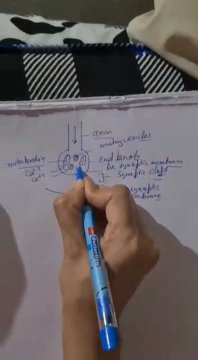 axon
end knob
mitochondria
Pre synaptic membrane
Ca²⁺
synaptic cleft
Ca²⁺
synaptic
membrane